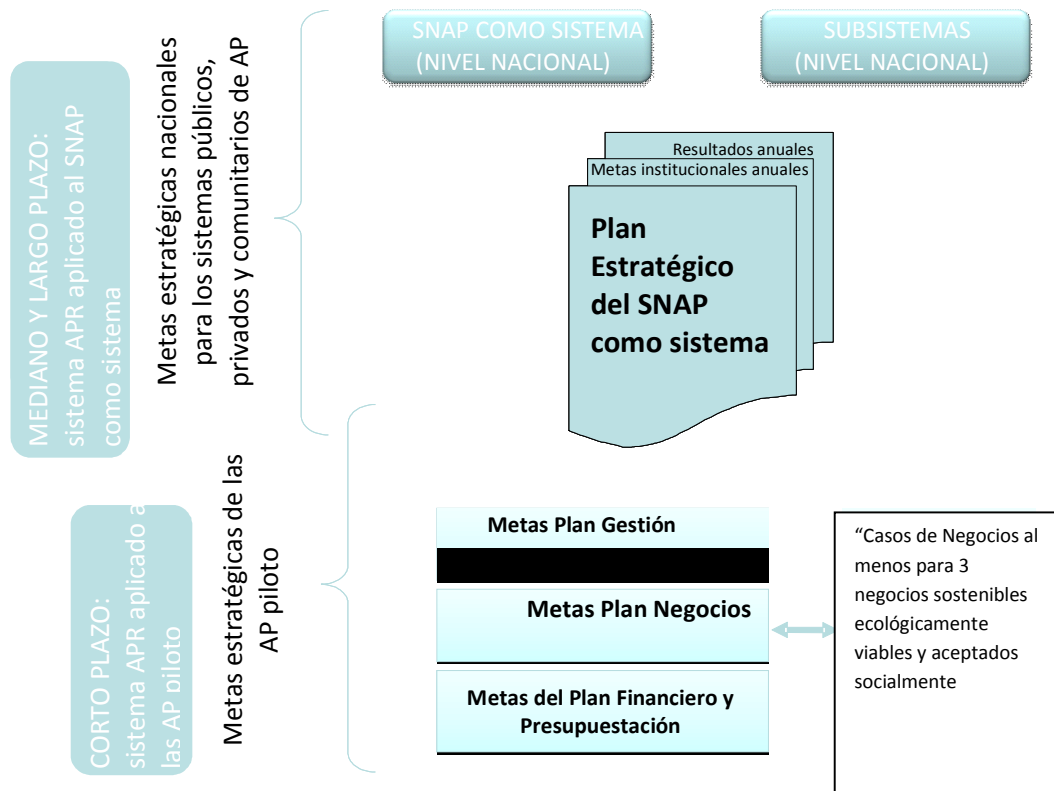 SNAP COMO SISTEMA
(NIVEL NACIONAL)
SUBSISTEMAS
(NIVEL NACIONAL)
MEDIANO Y LARGO PLAZO:
sistema APR aplicado al SNAP
como sistema
Metas estratégicas nacionales
para los sistemas públicos,
privados y comunitarios de AP
Resultados anuales
Metas institucionales anuales
Plan
Estratégico
del SNAP
como sistema
CORTO PLAZO:
sistema APR aplicado a
las AP piloto
Metas estratégicas de las
AP piloto
Metas Plan Gestión
Metas Plan Negocios
Metas del Plan Financiero y
Presupuestación
“Casos de Negocios al
menos para 3
negocios sostenibles
ecológicamente
viables y aceptados
socialmente